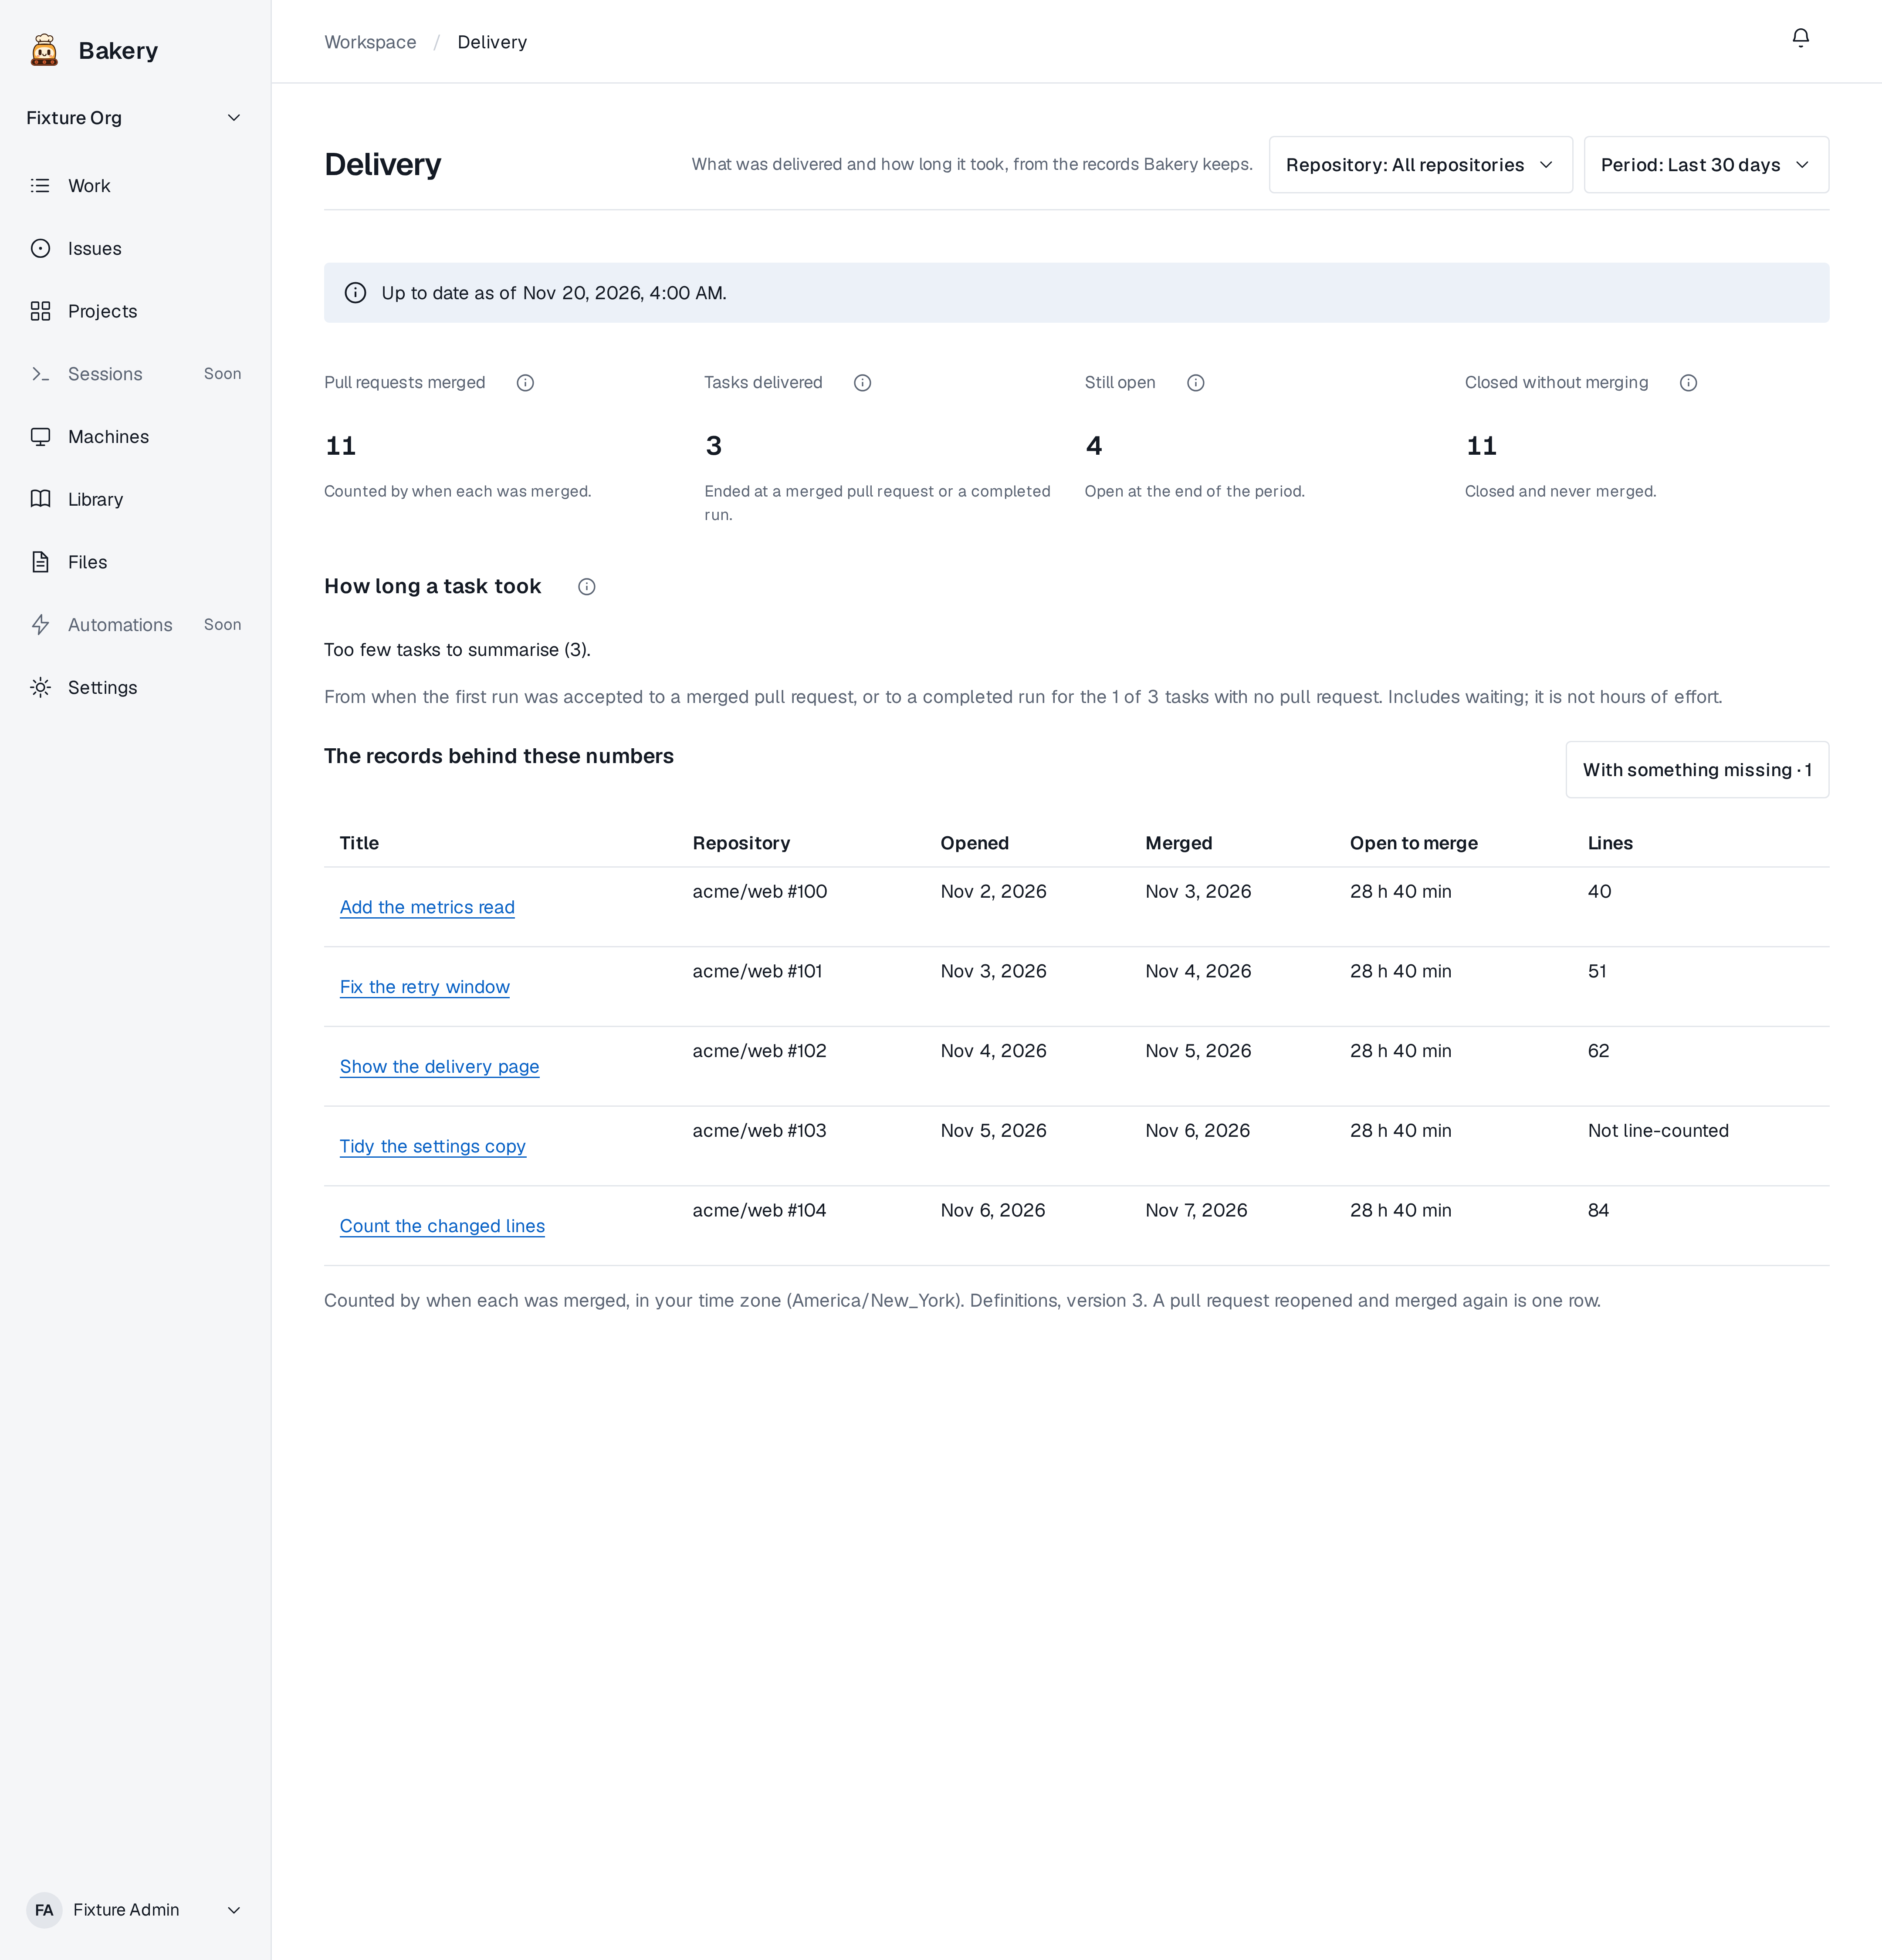 Bakery
Fixture Org
Work
Issues
Projects
Sessions Soon
Machines
Library
Files
Automations Soon
Settings
FA Fixture Admin
Workspace / Delivery
Delivery
What was delivered and how long it took, from the records Bakery keeps.
Repository: All repositories
Period: Last 30 days
Up to date as of Nov 20, 2026, 4:00 AM.
Pull requests merged
11
Counted by when each was merged.
Tasks delivered
3
Ended at a merged pull request or a completed
run.
Still open
4
Open at the end of the period.
Closed without merging
11
Closed and never merged.
How long a task took
Too few tasks to summarise (3).
From when the first run was accepted to a merged pull request, or to a completed run for the 1 of 3 tasks with no pull request. Includes waiting; it is not hours of effort.
The records behind these numbers
With something missing · 1
Title Repository Opened Merged Open to merge Lines
Add the metrics read acme/web #100 Nov 2, 2026 Nov 3, 2026 28 h 40 min 40
Fix the retry window acme/web #101 Nov 3, 2026 Nov 4, 2026 28 h 40 min 51
Show the delivery page acme/web #102 Nov 4, 2026 Nov 5, 2026 28 h 40 min 62
Tidy the settings copy acme/web #103 Nov 5, 2026 Nov 6, 2026 28 h 40 min Not line-counted
Count the changed lines acme/web #104 Nov 6, 2026 Nov 7, 2026 28 h 40 min 84
Counted by when each was merged, in your time zone (America/New_York). Definitions, version 3. A pull request reopened and merged again is one row.